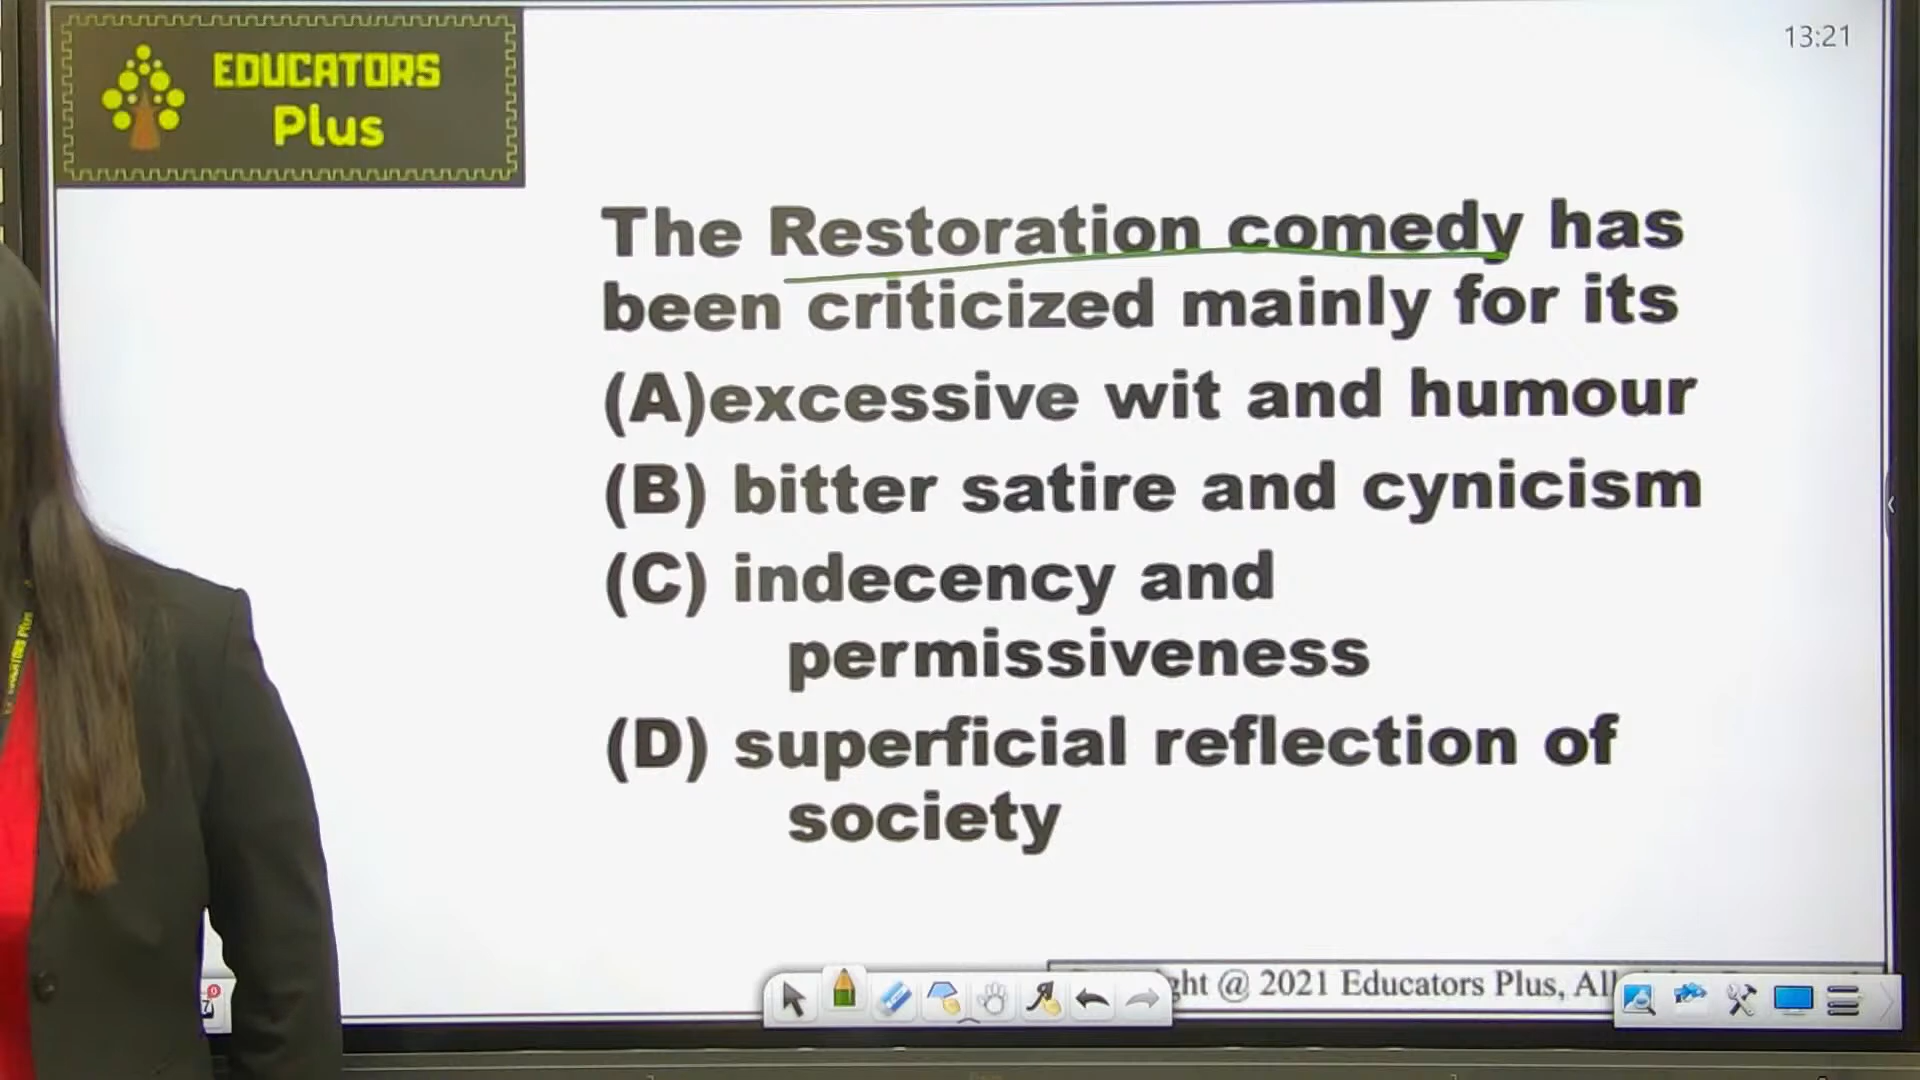 EDUCATORS
Plus
13:21
The Restoration comedy has
been criticized mainly for its
(A)excessive wit and humour
(B) bitter satire and cynicism
(C) indecency and
permissiveness
(D) superficial reflection of
society
@ 2021 Educators Plus, All